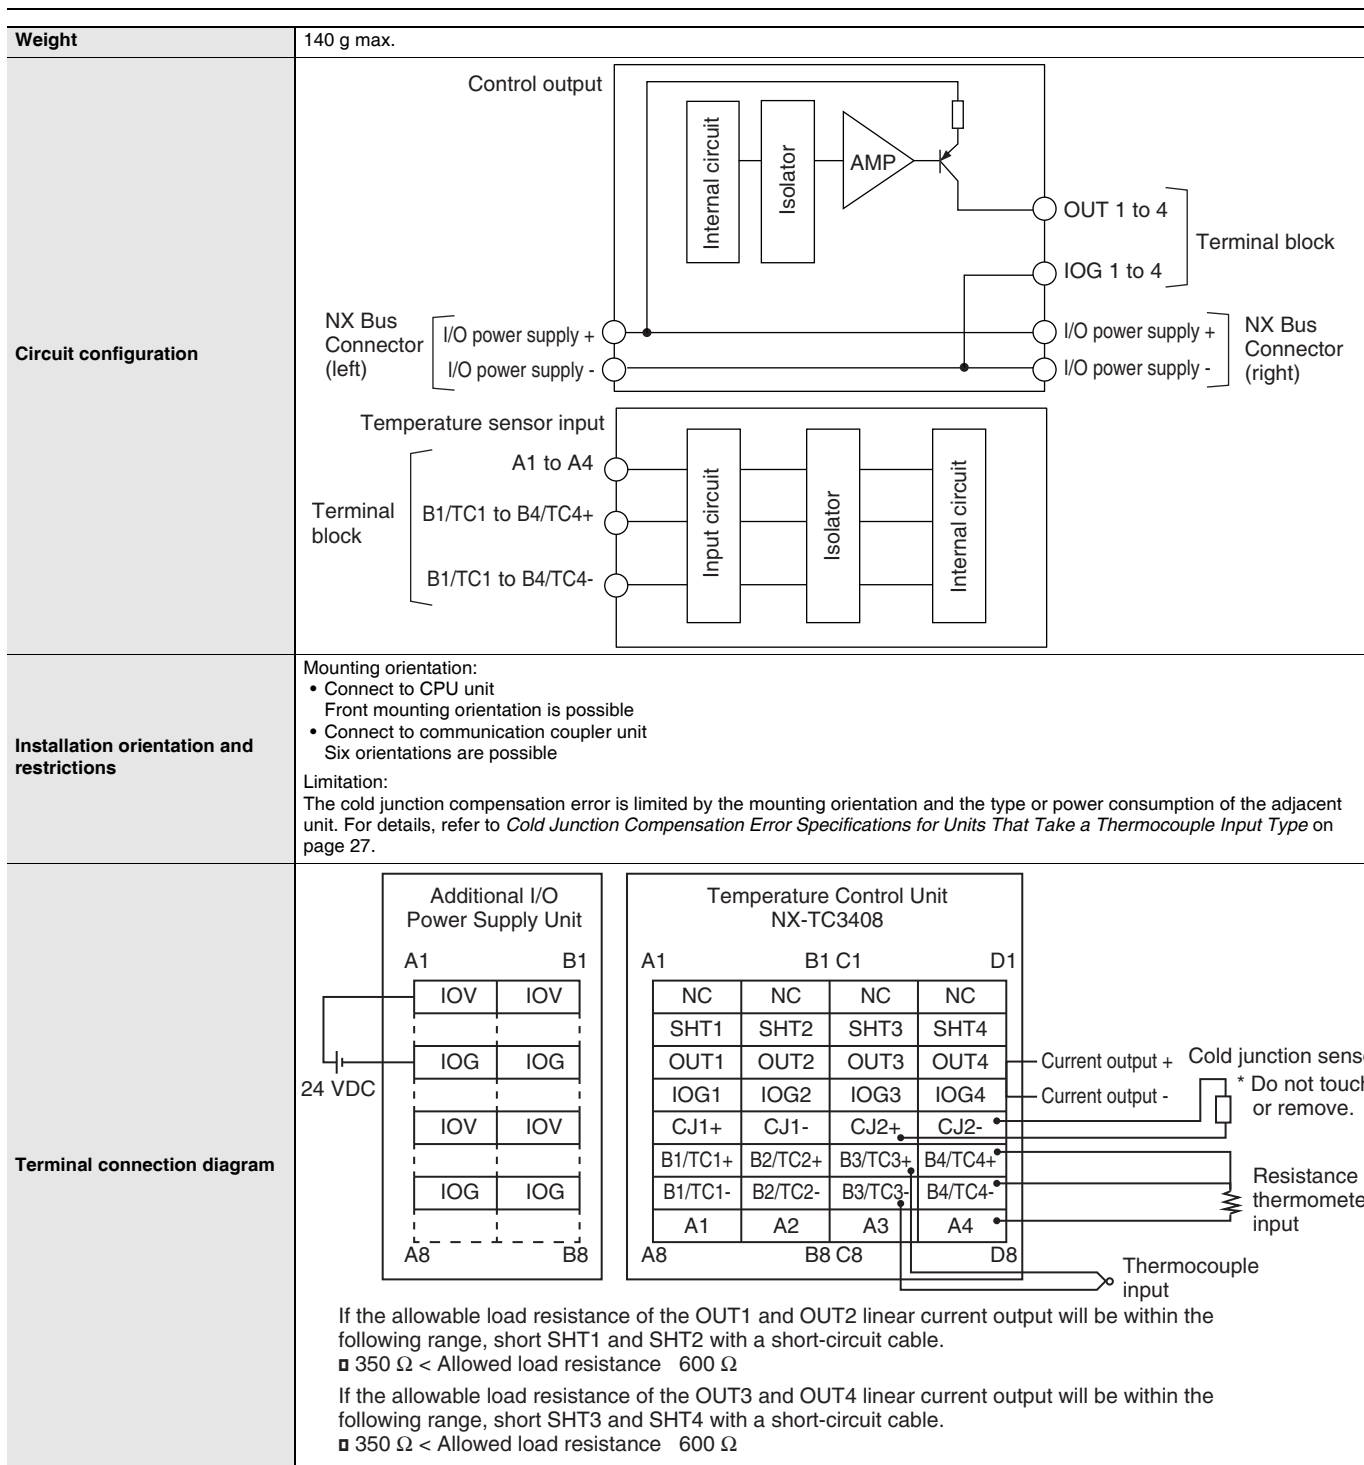 Weight
140 g max.
Circuit configuration
Control output
Internal circuit
Isolator
AMP
OUT 1 to 4
IOG 1 to 4
Terminal block
NX Bus
Connector
(left)
I/O power supply +
I/O power supply -
I/O power supply +
I/O power supply -
NX Bus
Connector
(right)
Temperature sensor input
Terminal
block
A1 to A4
B1/TC1 to B4/TC4+
B1/TC1 to B4/TC4-
Input circuit
Isolator
Internal circuit
Installation orientation and
restrictions
Mounting orientation:
• Connect to CPU unit
Front mounting orientation is possible
• Connect to communication coupler unit
Six orientations are possible
Limitation:
The cold junction compensation error is limited by the mounting orientation and the type or power consumption of the adjacent
unit. For details, refer to Cold Junction Compensation Error Specifications for Units That Take a Thermocouple Input Type on
page 27.
Terminal connection diagram
Additional I/O
Power Supply Unit
A1 B1
IOV IOV
IOG IOG
24 VDC
IOV IOV
IOG IOG
A8 B8
Temperature Control Unit
NX-TC3408
A1 B1 C1 D1
NC NC NC NC
SHT1 SHT2 SHT3 SHT4
OUT1 OUT2 OUT3 OUT4
IOG1 IOG2 IOG3 IOG4
CJ1+ CJ1- CJ2+ CJ2-
B1/TC1+ B2/TC2+ B3/TC3+ B4/TC4+
B1/TC1- B2/TC2- B3/TC3- B4/TC4-
A1 A2 A3 A4
A8 B8 C8 D8
Current output +
Current output -
Cold junction
* Do not touch
or remove.
Resistance
input
Thermocouple
input
If the allowable load resistance of the OUT1 and OUT2 linear current output will be within the
following range, short SHT1 and SHT2 with a short-circuit cable.
350 Ω < Allowed load resistance 600 Ω
If the allowable load resistance of the OUT3 and OUT4 linear current output will be within the
following range, short SHT3 and SHT4 with a short-circuit cable.
350 Ω < Allowed load resistance 600 Ω